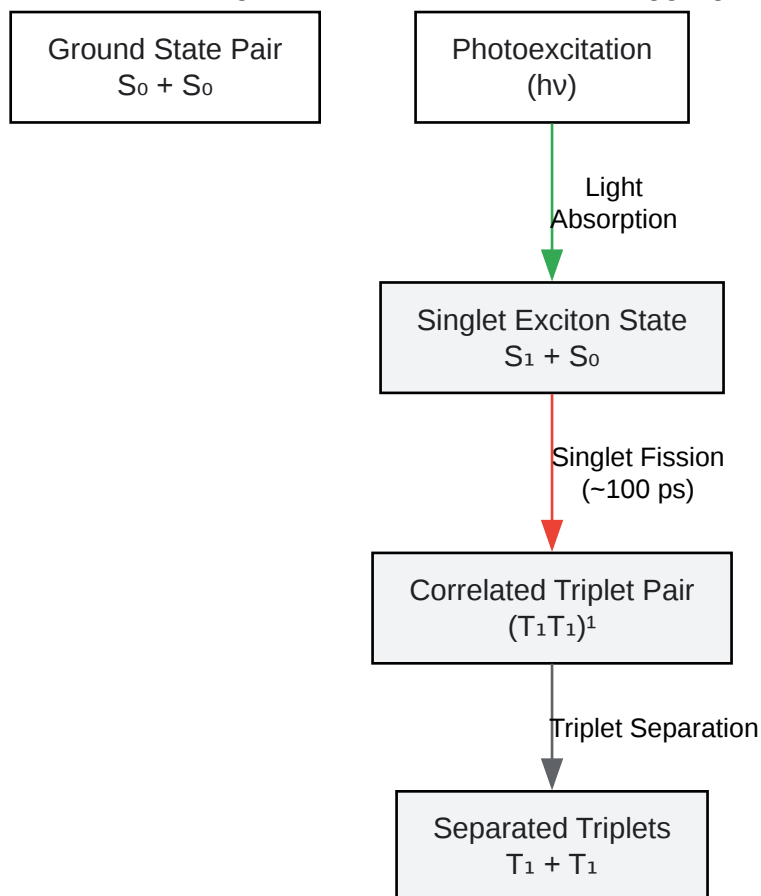 Ground State Pair
S₀ + S₀
Photoexcitation
(hν)
Light
Absorption
Singlet Exciton State
S₁ + S₀
Singlet Fission
(~100 ps)
Correlated Triplet Pair
(T₁T₁)¹
Triplet Separation
Separated Triplets
T₁ + T₁